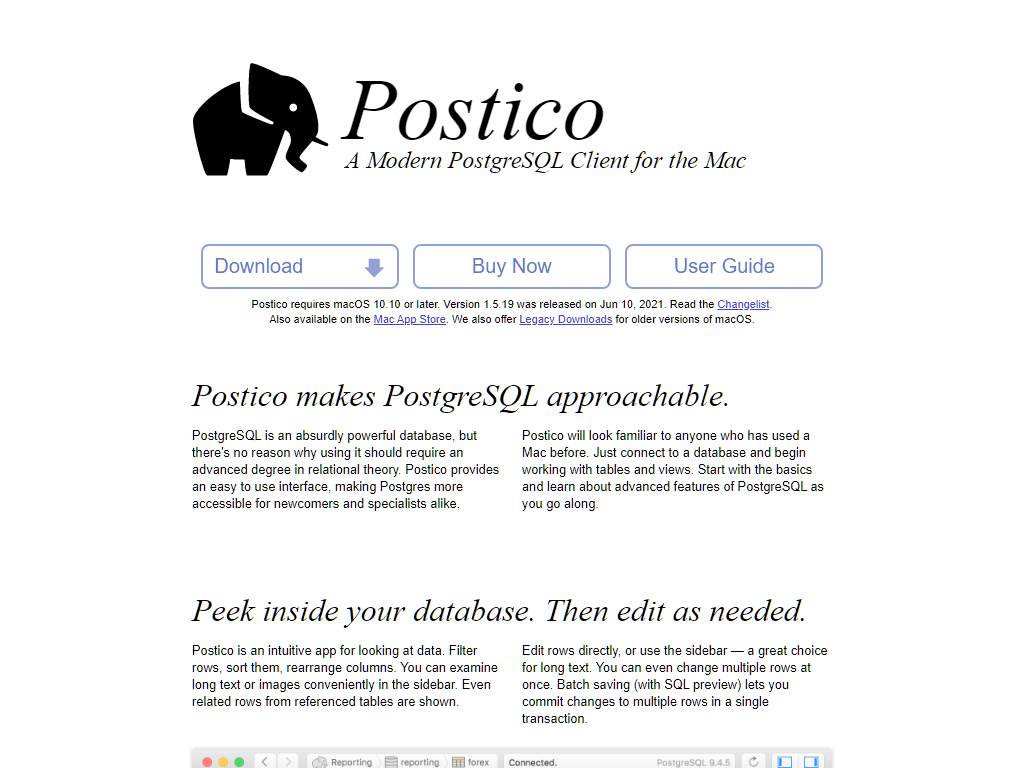 Postico
A Modern PostgreSQL Client for the Mac
Download
Buy Now
User Guide
Postico requires macOS 10.10 or later. Version 1.5.19 was released on Jun 10, 2021. Read the Changelist.
Also available on the Mac App Store. We also offer Legacy Downloads for older versions of macOS.
Postico makes PostgreSQL approachable.
PostgreSQL is an absurdly powerful database, but
there's no reason why using it should require an
advanced degree in relational theory. Postico provides
an easy to use interface, making Postgres more
accessible for newcomers and specialists alike.
Postico will look familiar to anyone who has used a
Mac before. Just connect to a database and begin
working with tables and views. Start with the basics
and learn about advanced features of PostgreSQL as
you go along.
Peek inside your database. Then edit as needed.
Postico is an intuitive app for looking at data. Filter
rows, sort them, rearrange columns. You can examine
long text or images conveniently in the sidebar. Even
related rows from referenced tables are shown.
Edit rows directly, or use the sidebar — a great choice
for long text. You can even change multiple rows at
once. Batch saving (with SQL preview) lets you
commit changes to multiple rows in a single
transaction.
Reporting
reporting
forex
Connected.
PostgreSQL 9.4.5